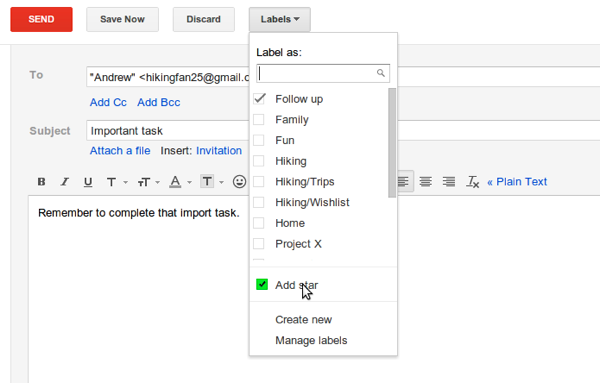 SEND Save Now Discard Labels
Label as:
To "Andrew" <hikingfan25@gmail.c
Add Cc Add Bcc
Follow up
Family
Subject Important task
Fun
Attach a file Insert: Invitation
Hiking
B I U T T A T « Plain Text
Hiking/Trips
Hiking/Wishlist
Remember to complete that import task.
Home
Project X
Add star
Create new
Manage labels